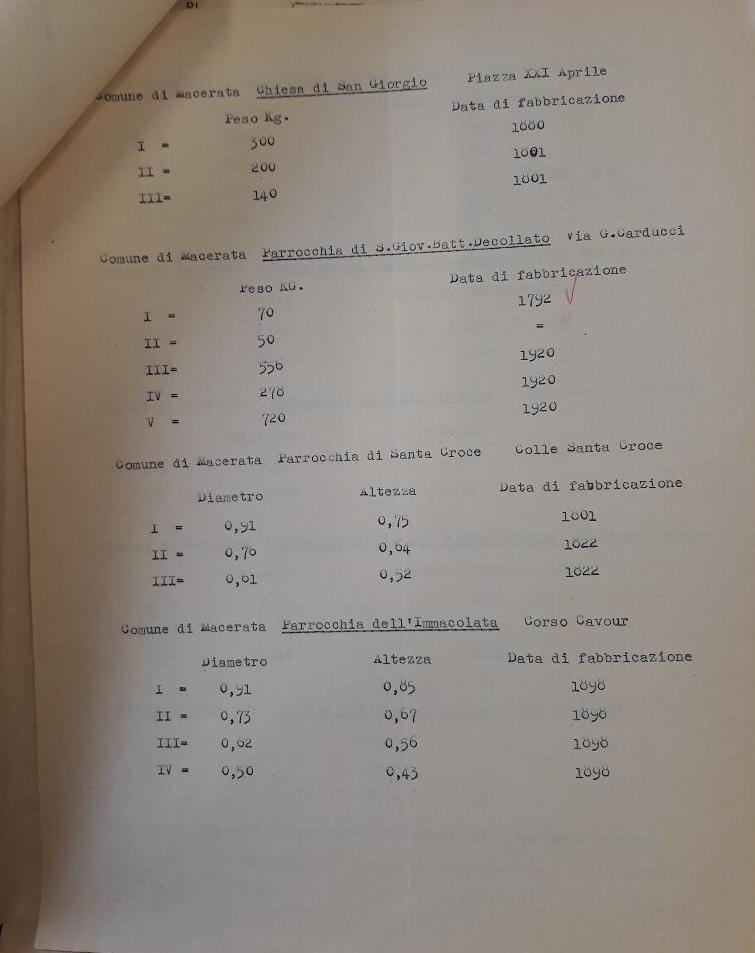 Comune di Macerata Chiesa di San Giorgio Piazza XXI Aprile
Peso Kg. Data di fabbricazione
I = 300 1880
II = 200 1881
III= 140 1881
Comune di Macerata Parrocchia di S.Giov.Batt.Decollato Via G.Carducci
Peso KG. Data di fabbricazione
I = 70 1792
II = 50 =
III= 556 1920
IV = 278 1920
V = 720 1920
Comune di Macerata Parrocchia di Santa Croce Colle Santa Croce
Diametro Altezza Data di fabbricazione
I = 0,91 0,75 1801
II = 0,76 0,64 1822
III= 0,61 0,52 1822
Comune di Macerata Parrocchia dell'Immacolata Corso Cavour
Diametro Altezza Data di fabbricazione
I = 0,91 0,85 1898
II = 0,73 0,67 1898
III= 0,62 0,56 1898
IV = 0,50 0,43 1898